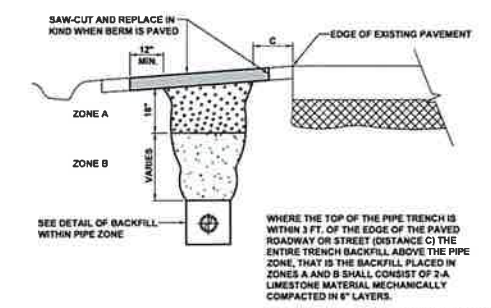 SAW-CUT AND REPLACE IN
KIND WHEN BERM IS PAVED
C
EDGE OF EXISTING PAVEMENT
12"
MIN.
ZONE A
18"
ZONE B
VARIES
SEE DETAIL OF BACKFILL
WITHIN PIPE ZONE
WHERE THE TOP OF THE PIPE TRENCH IS
WITHIN 3 FT. OF THE EDGE OF THE PAVED
ROADWAY OR STREET (DISTANCE C) THE
ENTIRE TRENCH BACKFILL ABOVE THE PIPE
ZONE, THAT IS THE BACKFILL PLACED IN
ZONES A AND B SHALL CONSIST OF 2-A
LIMESTONE MATERIAL MECHANICALLY
COMPACTED IN 6" LAYERS.